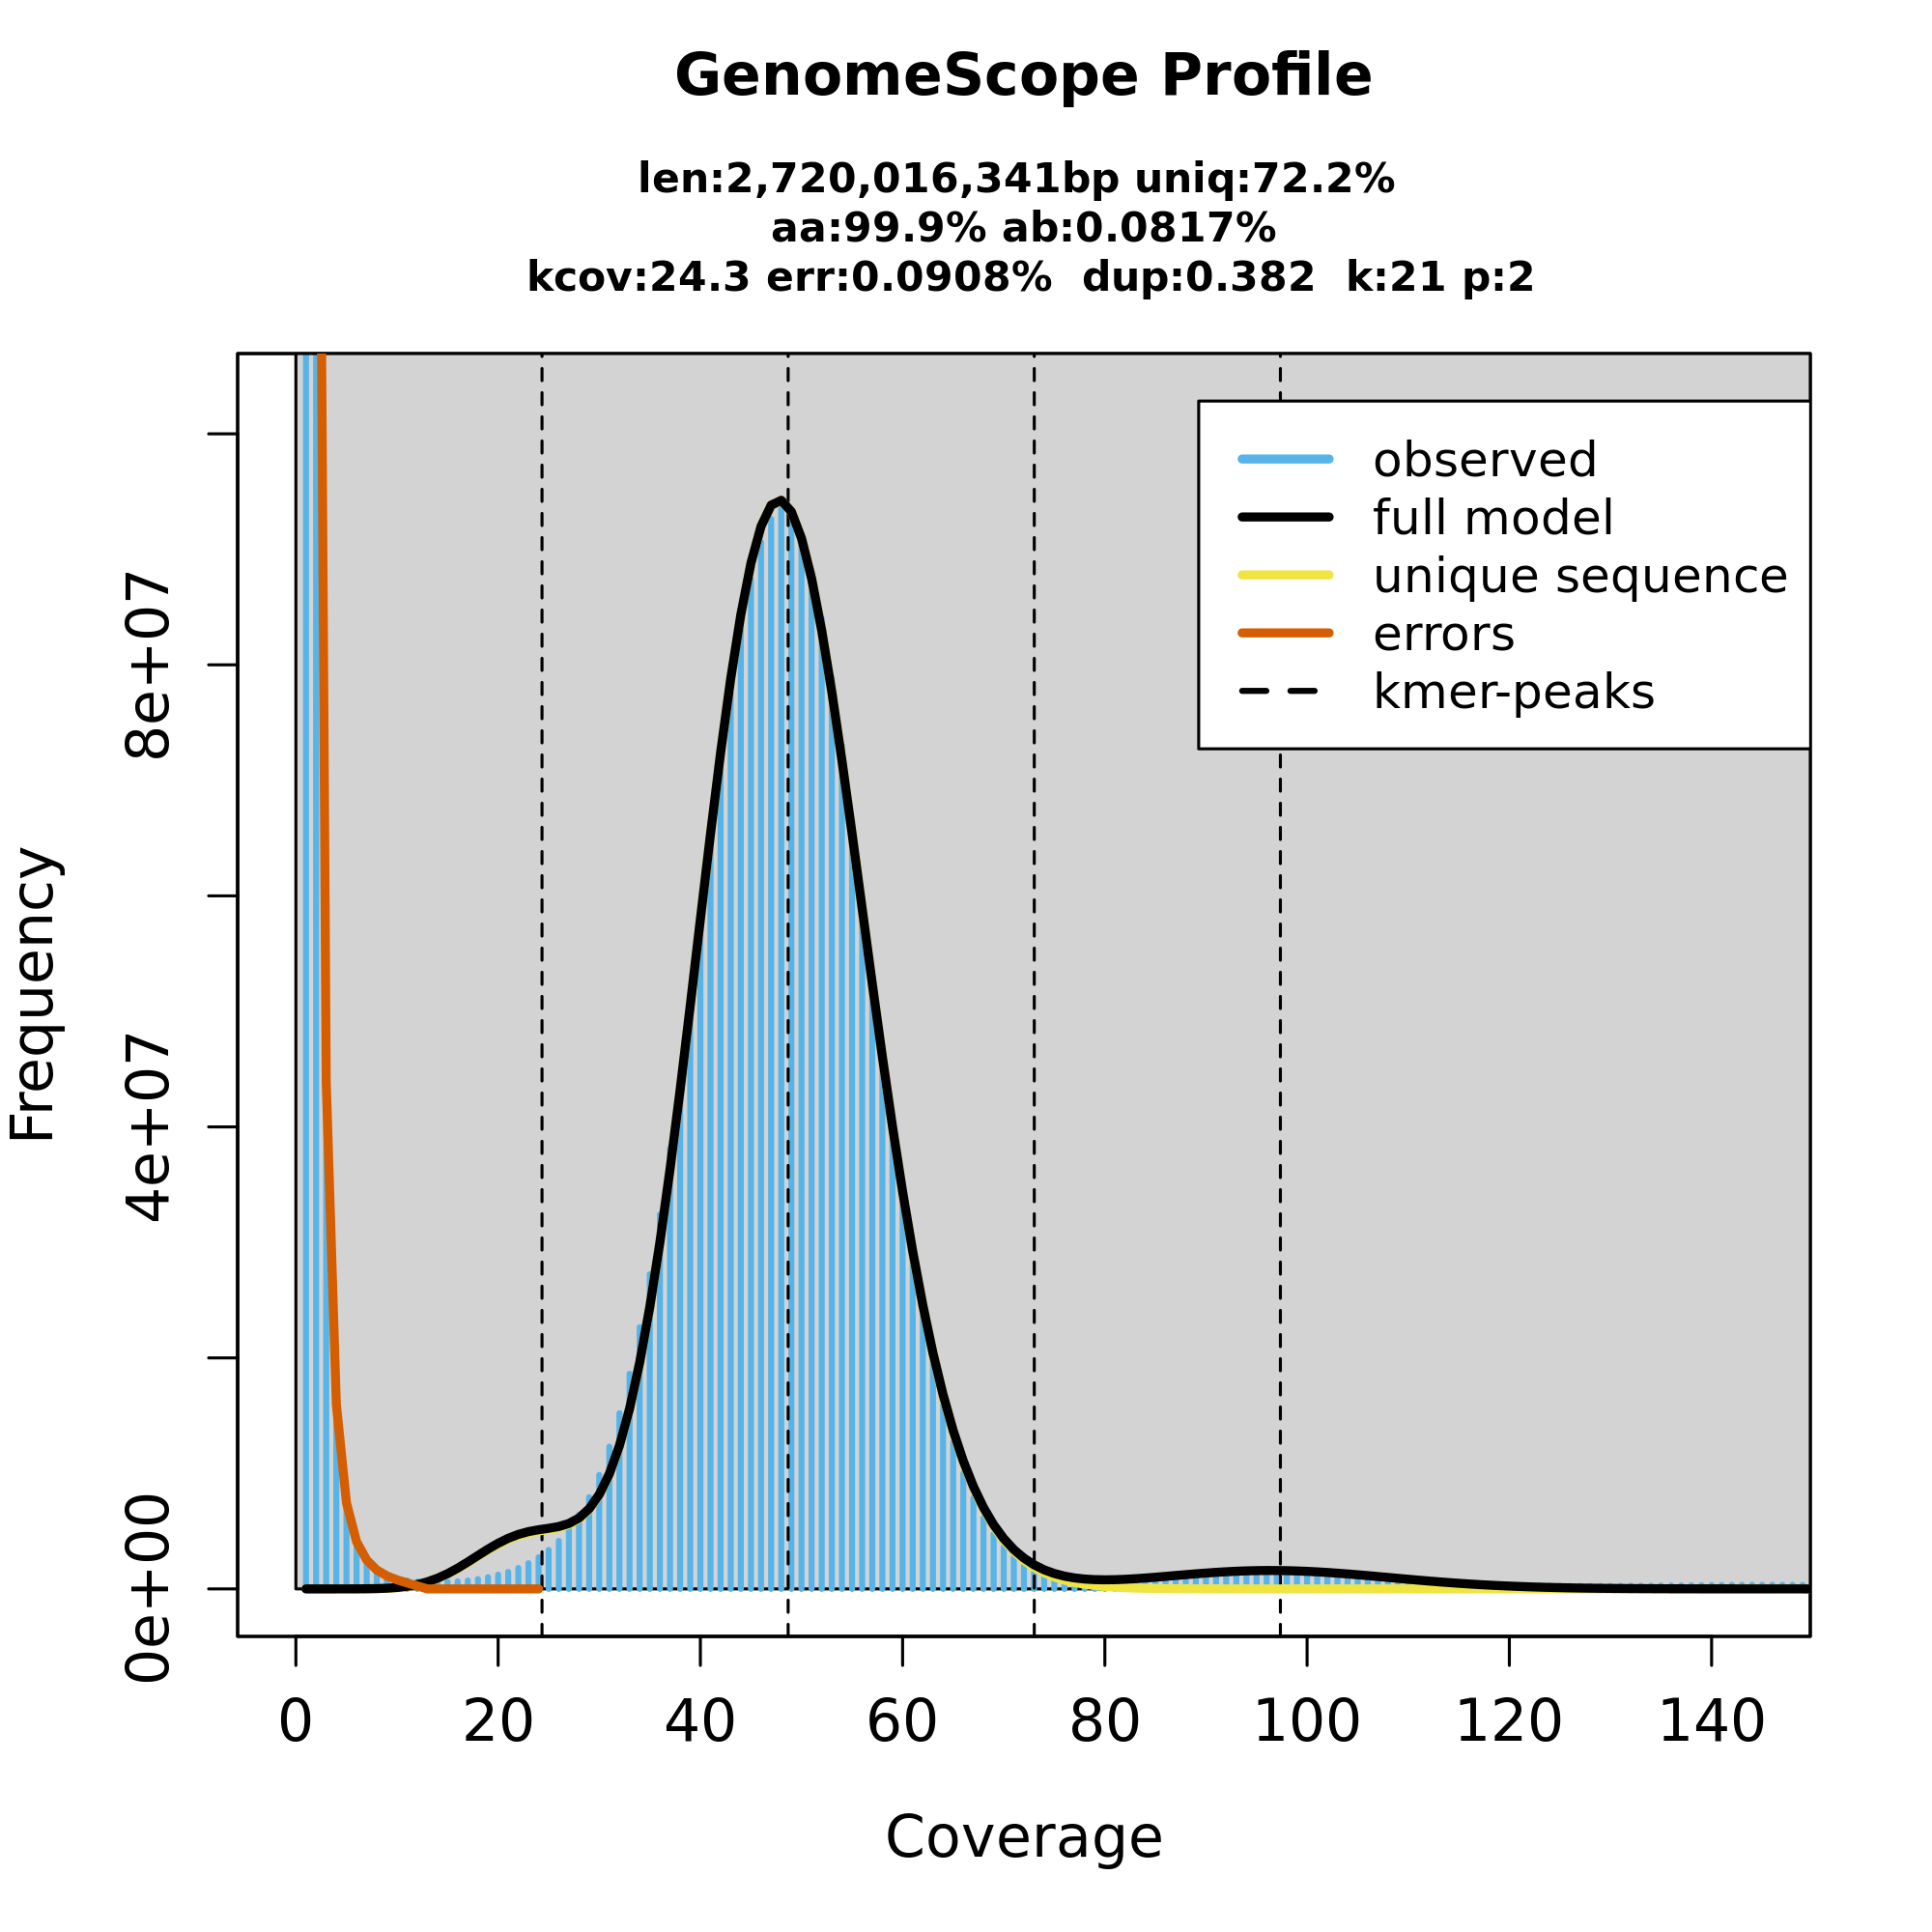 GenomeScope Profile
len:2,720,016,341bp uniq:72.2%
aa:99.9% ab:0.0817%
kcov:24.3 err:0.0908% dup:0.382 k:21 p:2
observed
full model
unique sequence
errors
kmer-peaks
Frequency
8e+07
4e+07
0e+00
0 20 40 60 80 100 120 140
Coverage